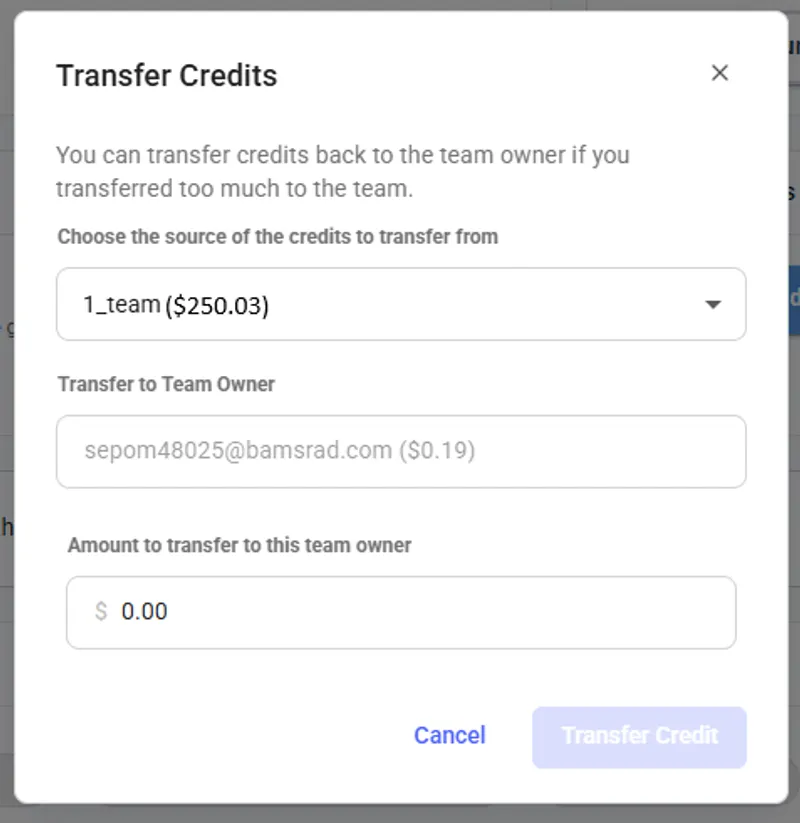 Transfer Credits
You can transfer credits back to the team owner if you
transferred too much to the team.
Choose the source of the credits to transfer from
1_team ($250.03)
Transfer to Team Owner
sepom48025@bamsrad.com ($0.19)
Amount to transfer to this team owner
$ 0.00
Cancel
Transfer Credit